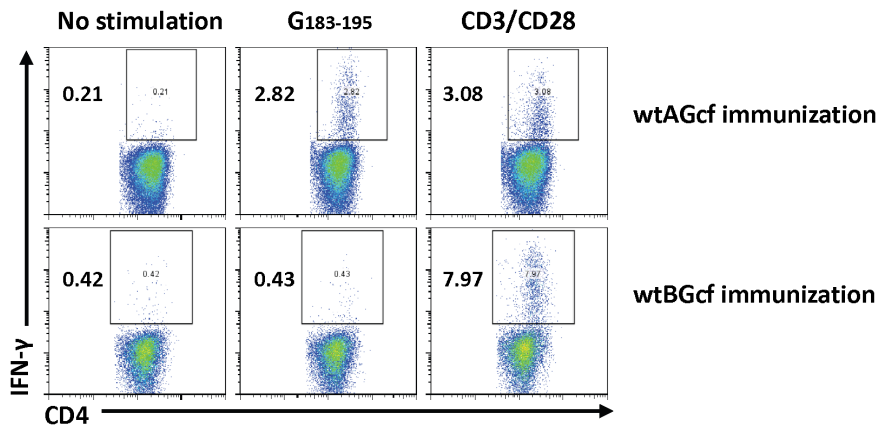 No stimulation G183-195 CD3/CD28
0.21 0.21 2.82 2.82 3.08 3.08 wtAGcf immunization
0.42 0.42 0.43 0.43 7.97 7.97 wtBGcf immunization
IFN-γ
CD4